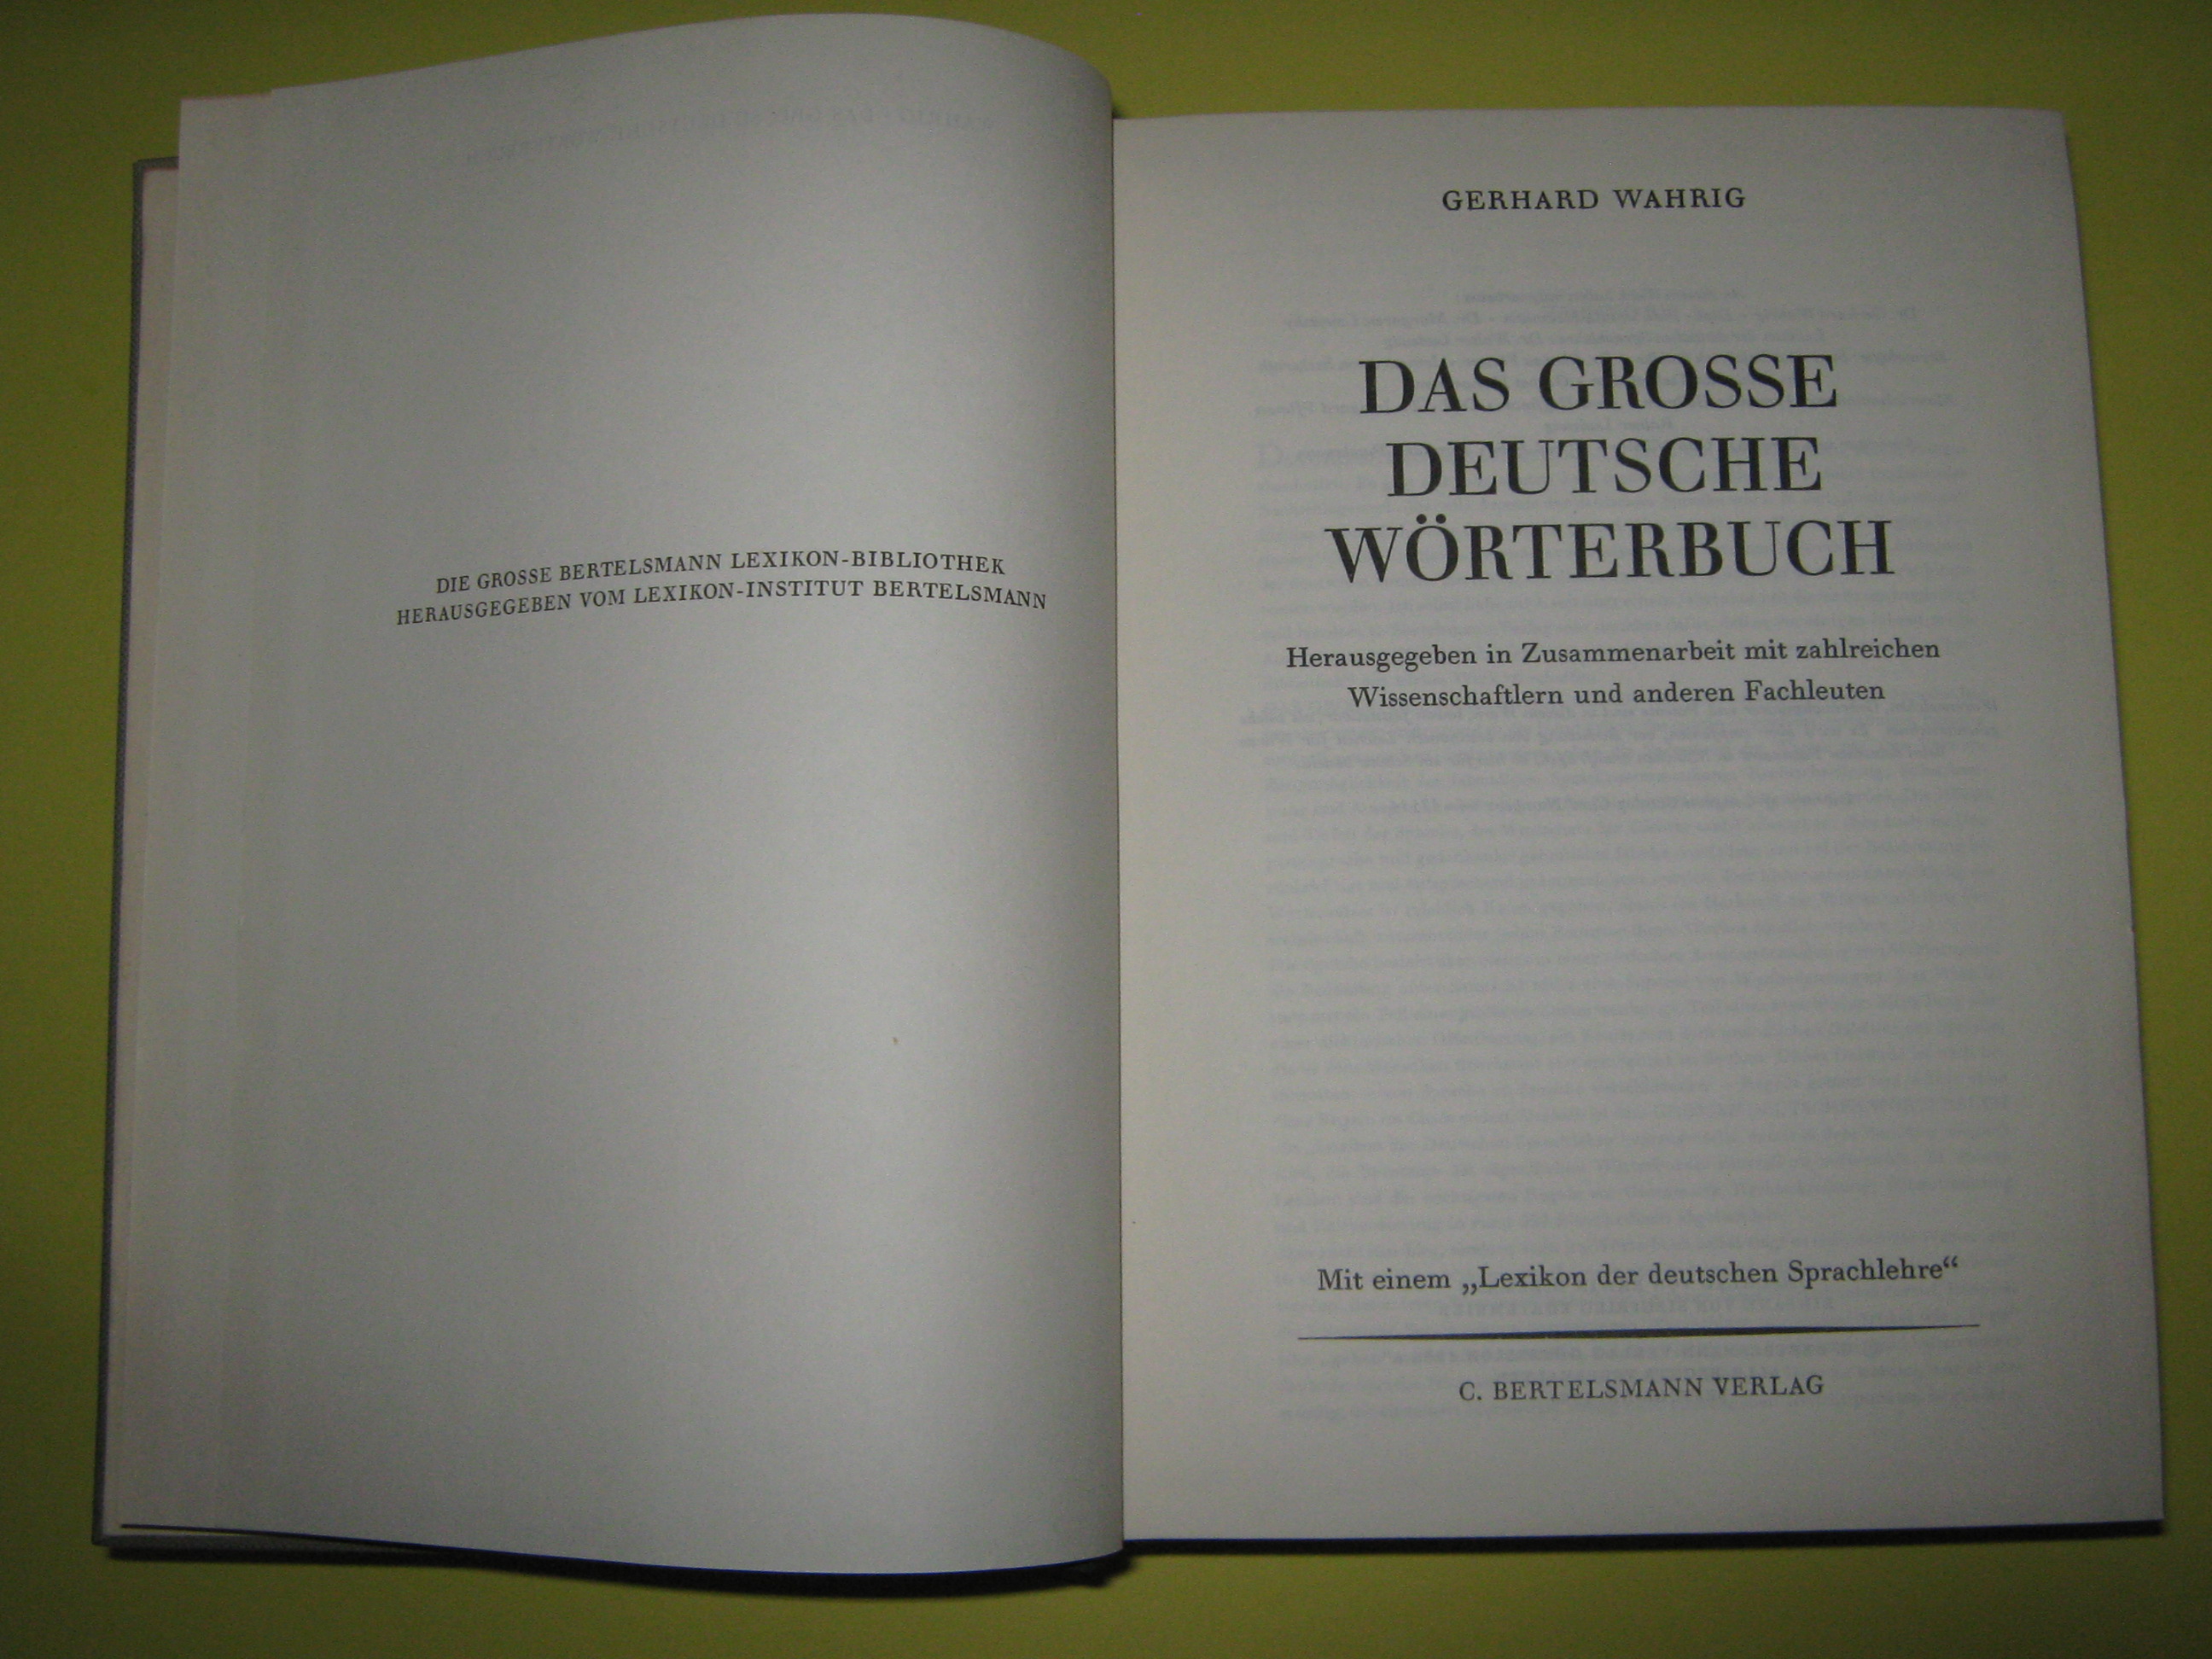 DIE GROSSE BERTELSMANN LEXIKON-BIBLIOTHEK
HERAUSGEGEBEN VOM LEXIKON-INSTITUT BERTELSMANN
GERHARD WAHRIG
DAS GROSSE
DEUTSCHE
WÖRTERBUCH
Herausgegeben in Zusammenarbeit mit zahlreichen
Wissenschaftlern und anderen Fachleuten
Mit einem „Lexikon der deutschen Sprachlehre“
C. BERTELSMANN VERLAG